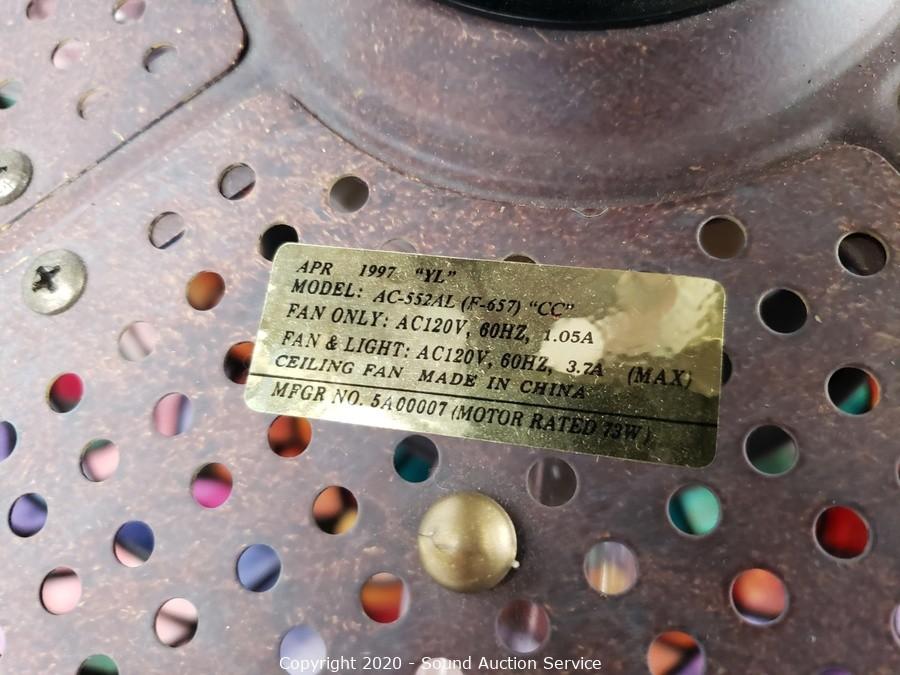 APR 1997 "YL"
MODEL: AC-552AL (F-657) "CC"
FAN ONLY: AC120V, 60HZ, 1.05A
FAN & LIGHT: AC120V, 60HZ, 3.7A (MAX)
CEILING FAN MADE IN CHINA
MFGR NO. 5A00007 (MOTOR RATED 73W)
Copyright 2020 - Sound Auction Service